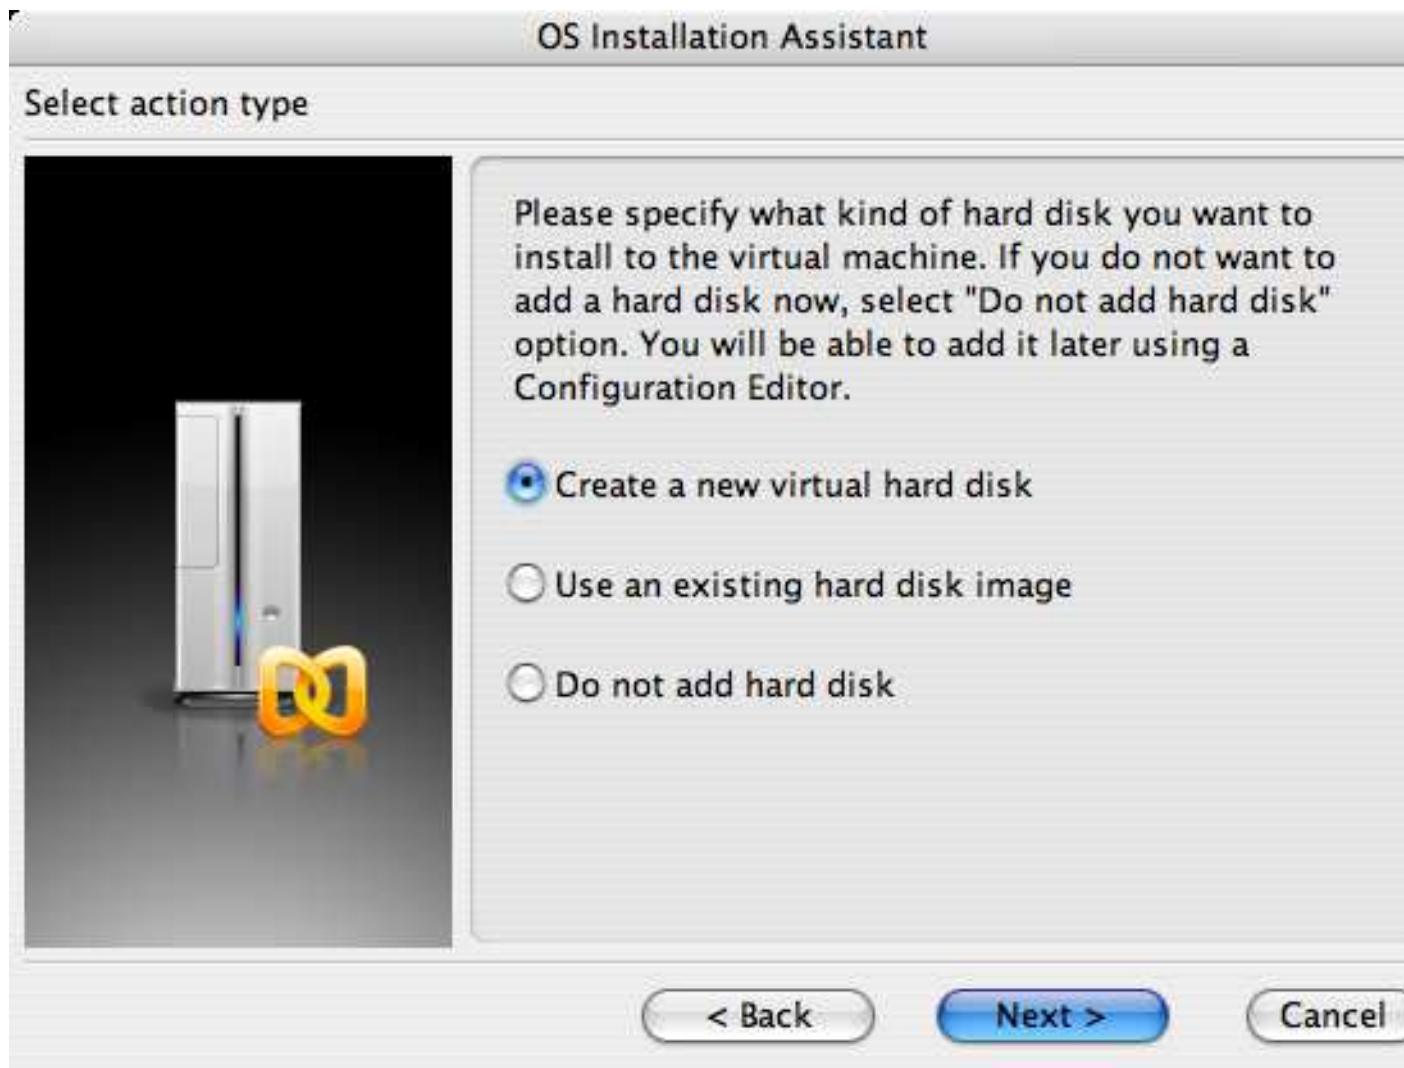 OS Installation Assistant
Select action type
Please specify what kind of hard disk you want to
install to the virtual machine. If you do not want to
add a hard disk now, select "Do not add hard disk"
option. You will be able to add it later using a
Configuration Editor.
Create a new virtual hard disk
Use an existing hard disk image
Do not add hard disk
< Back
Next >
Cancel